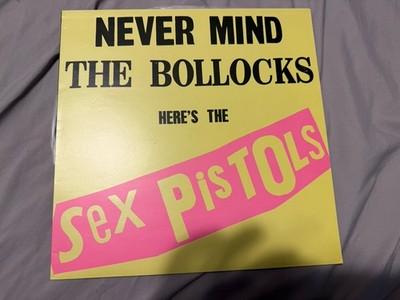 NEVER MIND
THE BOLLOCKS
HERE'S THE
Sex PiSTOLS